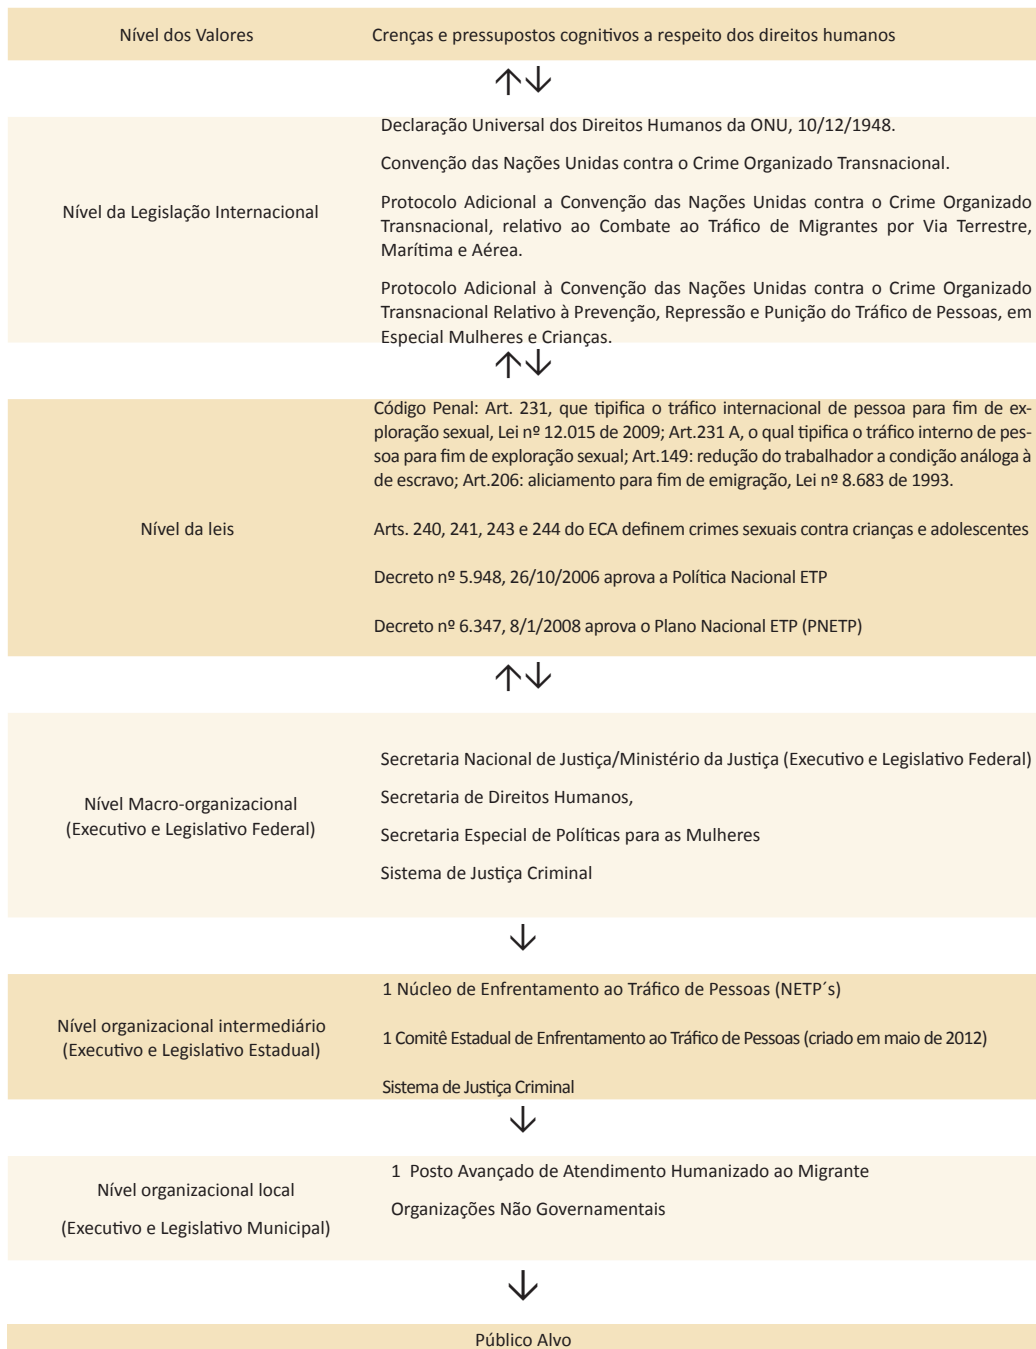 Nível dos Valores
Crenças e pressupostos cognitivos a respeito dos direitos humanos
↑↓
Nível da Legislação Internacional
Declaração Universal dos Direitos Humanos da ONU, 10/12/1948.
Convenção das Nações Unidas contra o Crime Organizado Transnacional.
Protocolo Adicional a Convenção das Nações Unidas contra o Crime Organizado
Transnacional, relativo ao Combate ao Tráfico de Migrantes por Via Terrestre,
Marítima e Aérea.
Protocolo Adicional à Convenção das Nações Unidas contra o Crime Organizado
Transnacional Relativo à Prevenção, Repressão e Punição do Tráfico de Pessoas, em
Especial Mulheres e Crianças.
↑↓
Nível da leis
Código Penal: Art. 231, que tipifica o tráfico internacional de pessoa para fim de ex-
ploração sexual, Lei nº 12.015 de 2009; Art.231 A, o qual tipifica o tráfico interno de pes-
soa para fim de exploração sexual; Art.149: redução do trabalhador a condição análoga à
de escravo; Art.206: aliciamento para fim de emigração, Lei nº 8.683 de 1993.
Arts. 240, 241, 243 e 244 do ECA definem crimes sexuais contra crianças e adolescentes
Decreto nº 5.948, 26/10/2006 aprova a Política Nacional ETP
Decreto nº 6.347, 8/1/2008 aprova o Plano Nacional ETP (PNETP)
↑↓
Nível Macro-organizacional
(Executivo e Legislativo Federal)
Secretaria Nacional de Justiça/Ministério da Justiça (Executivo e Legislativo Federal)
Secretaria de Direitos Humanos,
Secretaria Especial de Políticas para as Mulheres
Sistema de Justiça Criminal
↓
Nível organizacional intermediário
(Executivo e Legislativo Estadual)
1 Núcleo de Enfrentamento ao Tráfico de Pessoas (NETP´s)
1 Comitê Estadual de Enfrentamento ao Tráfico de Pessoas (criado em maio de 2012)
Sistema de Justiça Criminal
↓
Nível organizacional local
(Executivo e Legislativo Municipal)
1 Posto Avançado de Atendimento Humanizado ao Migrante
Organizações Não Governamentais
↓
Público Alvo